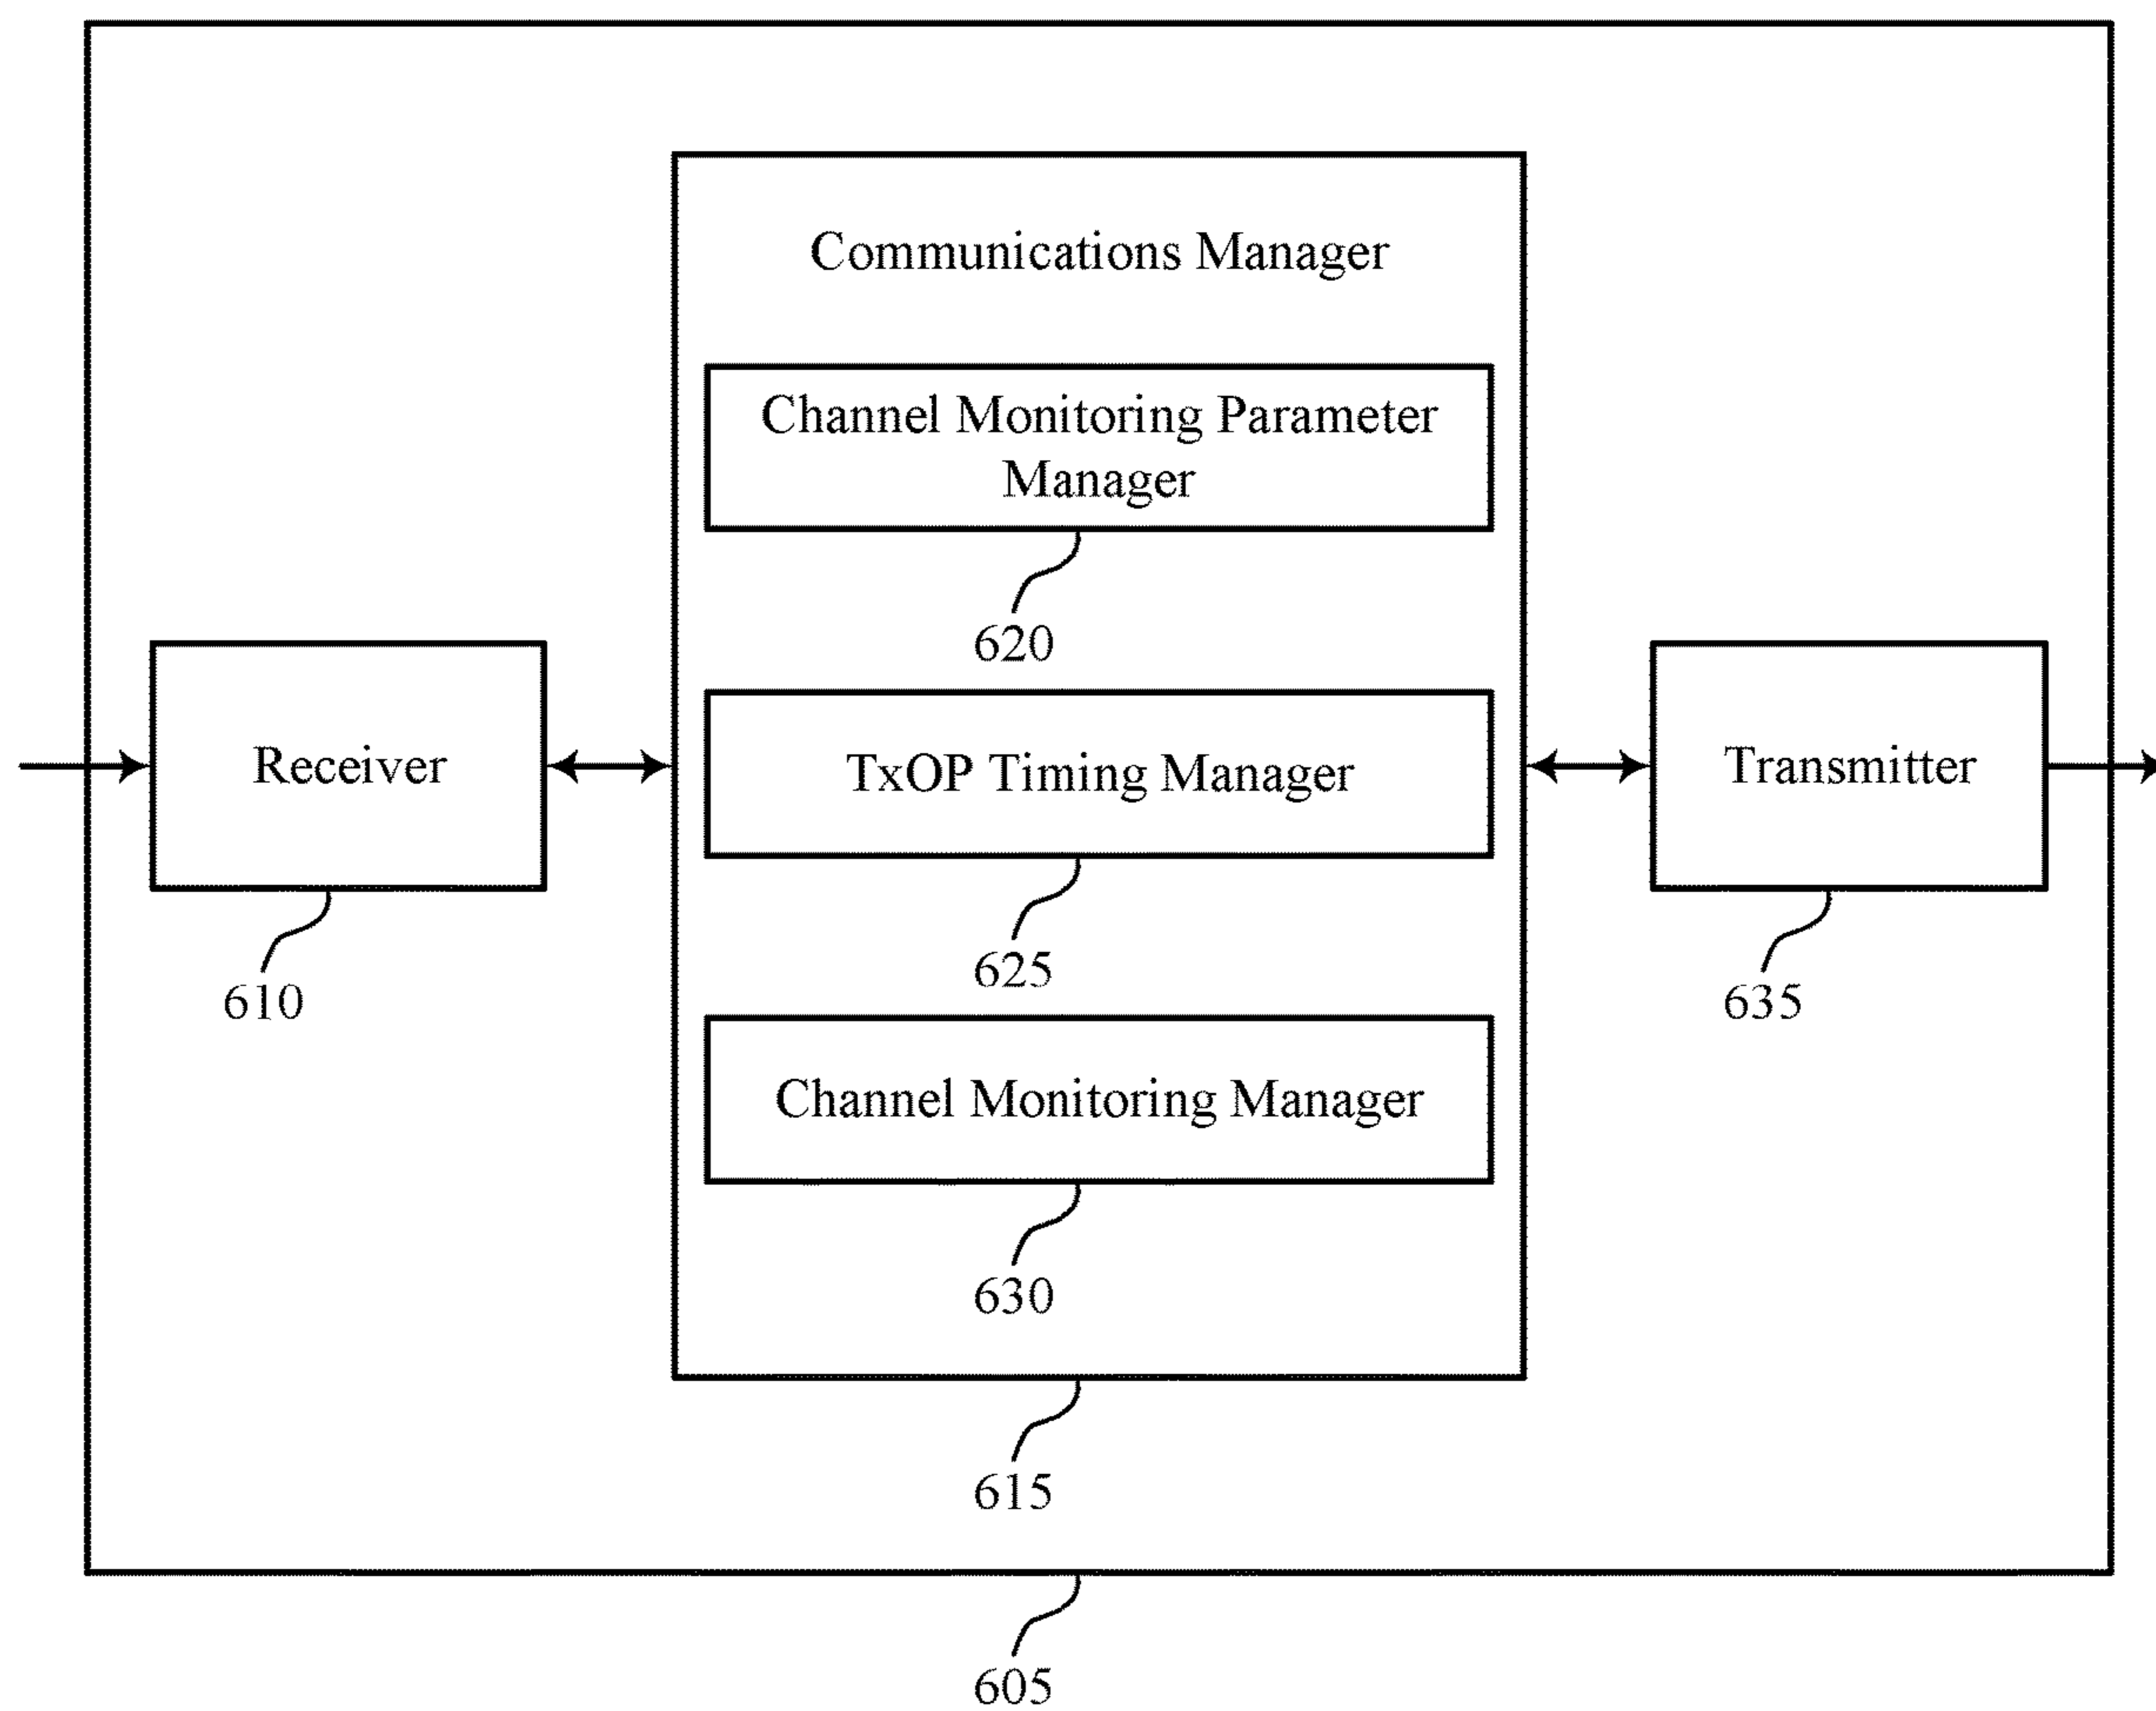 Communications Manager
Channel Monitoring Parameter
Manager
620
Receiver
610
TxOP Timing Manager
625
Transmitter
635
Channel Monitoring Manager
630
615
605